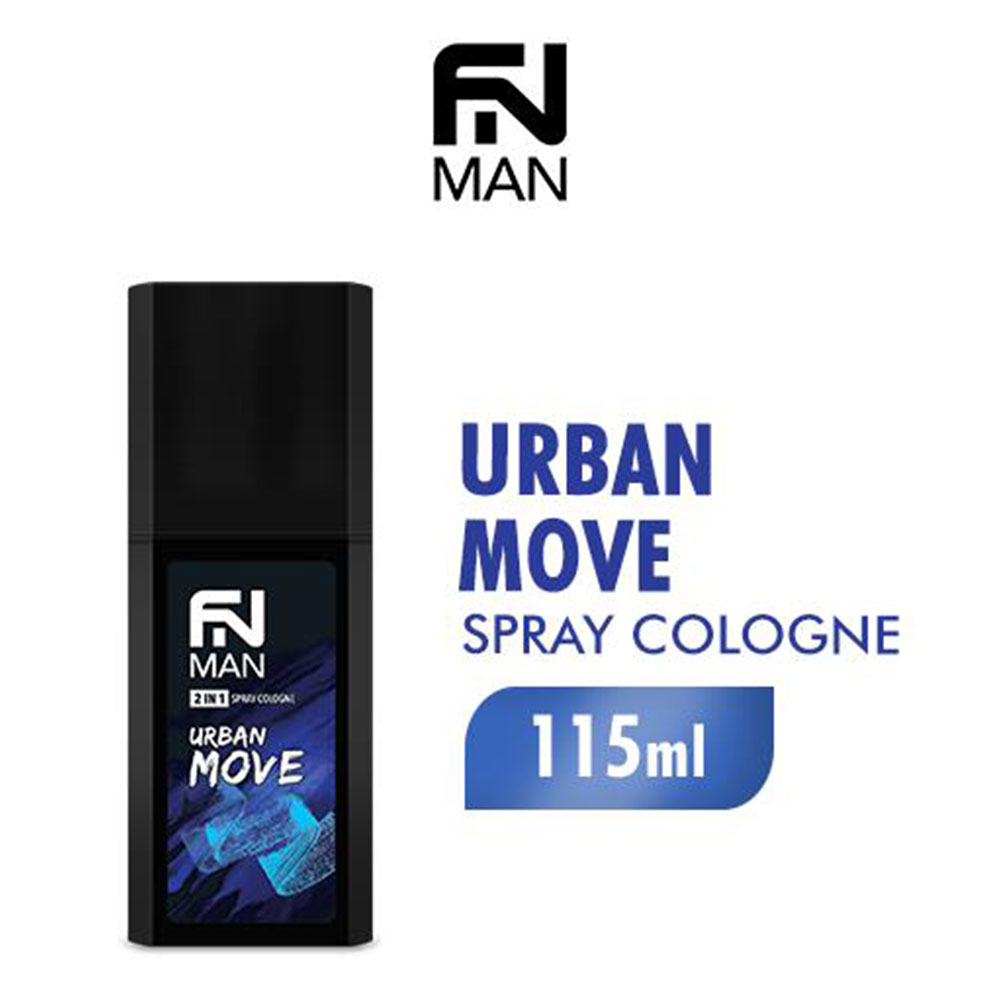 FN
MAN
URBAN
MOVE
SPRAY COLOGNE
115ml
FN
MAN
2 IN 1 SPRAY COLOGNE
URBAN
MOVE